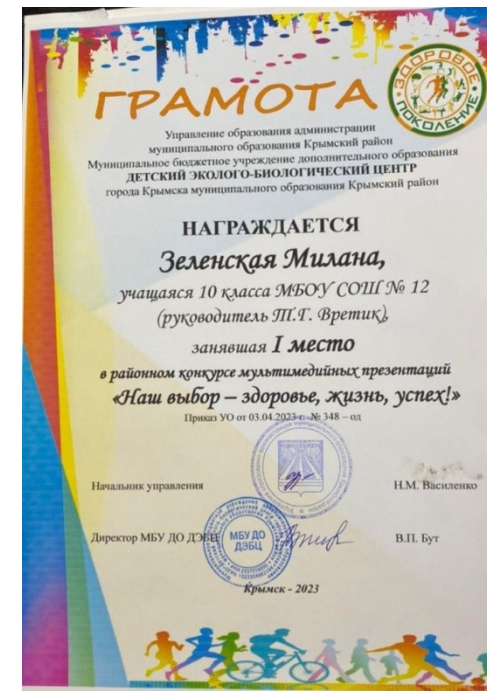 ГРАМОТА
ЗДОРОВОЕ
ПОКОЛЕНИЕ
Управление образования администрации
муниципального образования Крымский район
Муниципальное бюджетное учреждение дополнительного образования
ДЕТСКИЙ ЭКОЛОГО-БИОЛОГИЧЕСКИЙ ЦЕНТР
города Крымска муниципального образования Крымский район
НАГРАЖДАЕТСЯ
Зеленская Милана,
учащаяся 10 класса МБОУ СОШ № 12
(руководитель Т.Г. Вретик),
занявшая I место
в районном конкурсе мультимедийных презентаций
«Наш выбор – здоровье, жизнь, успех!»
Приказ УО от 03.04.2023 г. № 348 – од
Начальник управления
Н.М. Василенко
Директор МБУ ДО ДЭБЦ
МБУ ДО
ДЭБЦ
В.П. Бут
Крымск - 2023